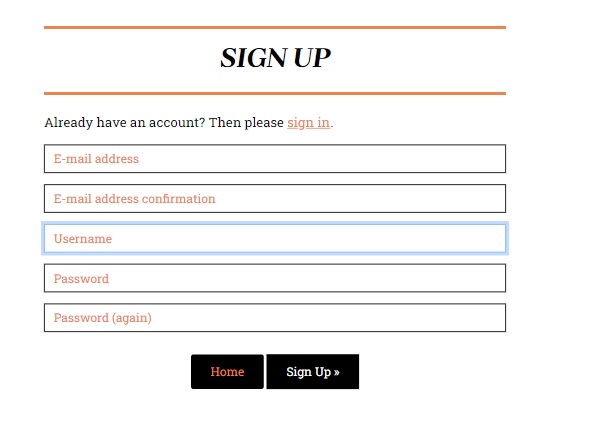 SIGN UP
Already have an account? Then please sign in.
E-mail address
E-mail address confirmation
Username
Password
Password (again)
Home Sign Up »